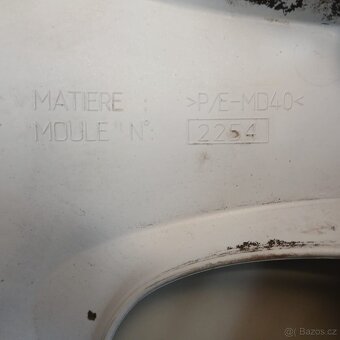 MATIERE : >P/E-MD40<
MOULE N°: 2254
© Bazos.cz